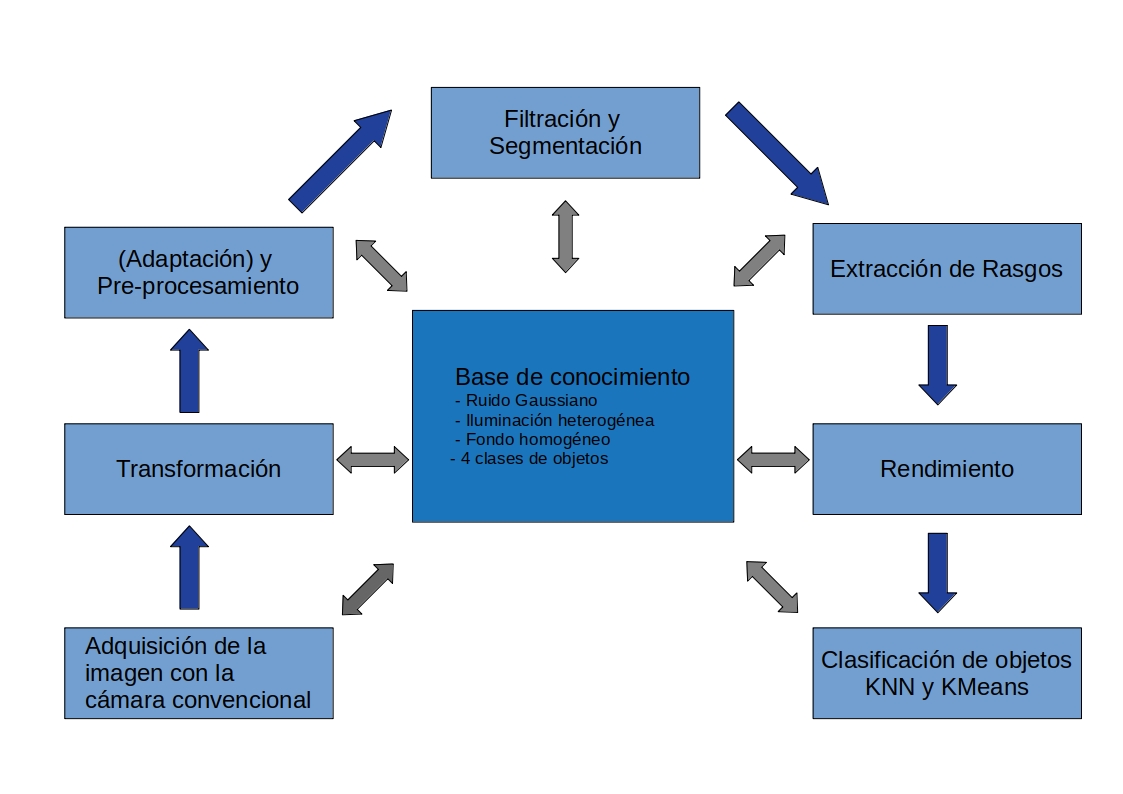 Filtración y
Segmentación
(Adaptación) y
Pre-procesamiento
Extracción de Rasgos
Base de conocimiento
- Ruido Gaussiano
- Iluminación heterogénea
- Fondo homogéneo
- 4 clases de objetos
Transformación
Rendimiento
Adquisición de la
imagen con la
cámara convencional
Clasificación de objetos
KNN y KMeans